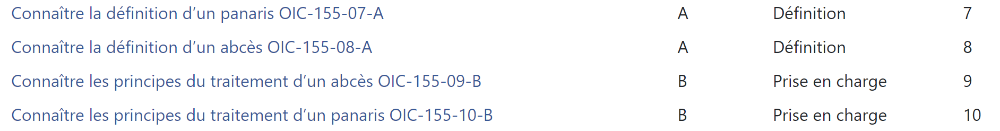 Connaître la définition d’un panaris OIC-155-07-A A Définition 7
Connaître la définition d’un abcès OIC-155-08-A A Définition 8
Connaître les principes du traitement d’un abcès OIC-155-09-B B Prise en charge 9
Connaître les principes du traitement d’un panaris OIC-155-10-B B Prise en charge 10